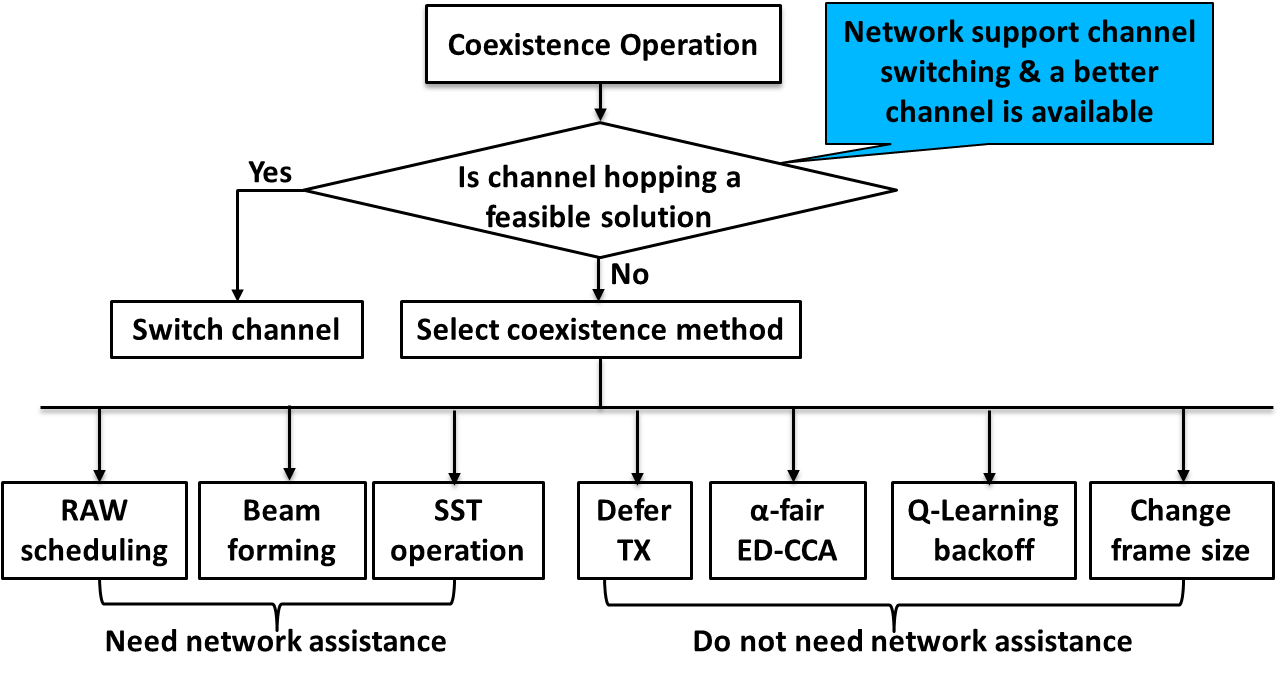 Coexistence Operation
Network support channel
switching & a better
channel is available
Is channel hopping a
feasible solution
Yes
No
Switch channel
Select coexistence method
RAW
scheduling
Beam
forming
SST
operation
Defer
TX
α-fair
ED-CCA
Q-Learning
backoff
Change
frame size
Need network assistance
Do not need network assistance